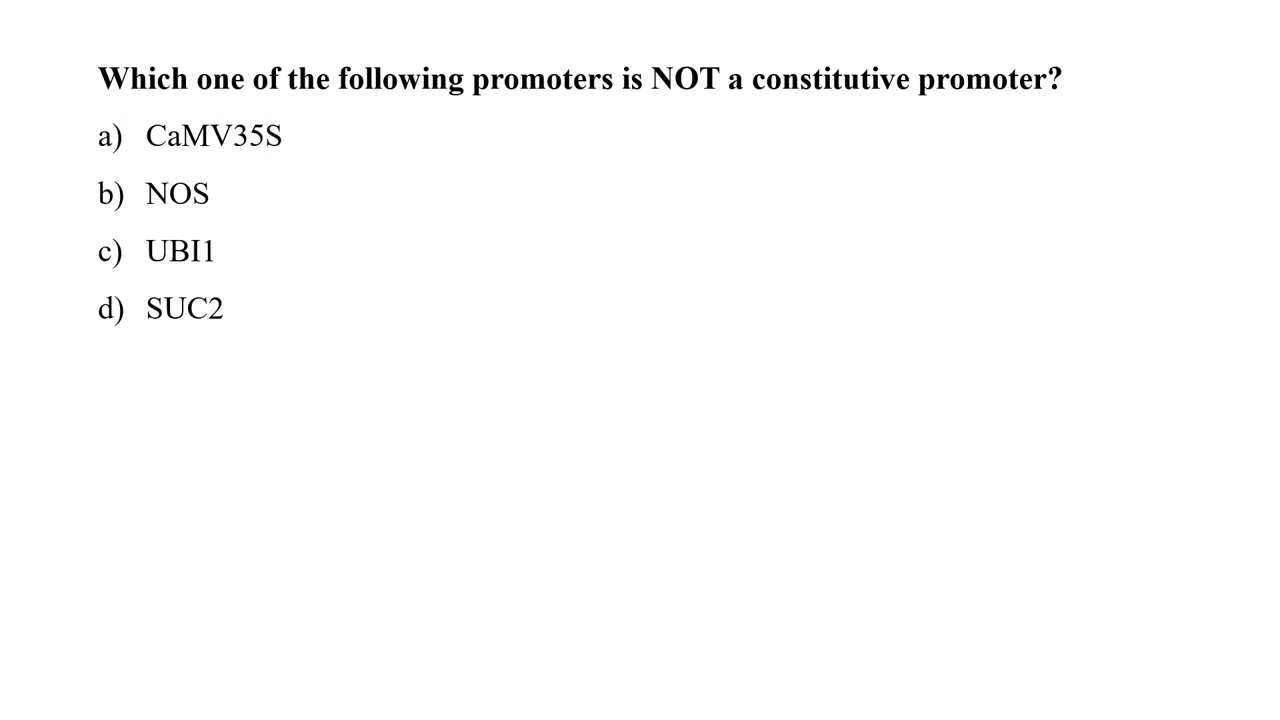 Which one of the following promoters is NOT a constitutive promoter?
a) CaMV35S
b) NOS
c) UBI1
d) SUC2